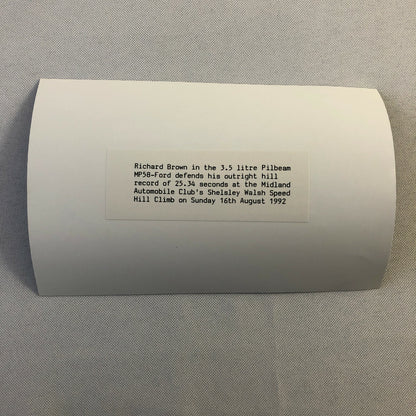 Richard Brown in the 3.5 litre Pilbeam
MP58-Ford defends his outright hill
record of 25.34 seconds at the Midland
Automobile Club's Shelsley Walsh Speed
Hill Climb on Sunday 16th August 1992